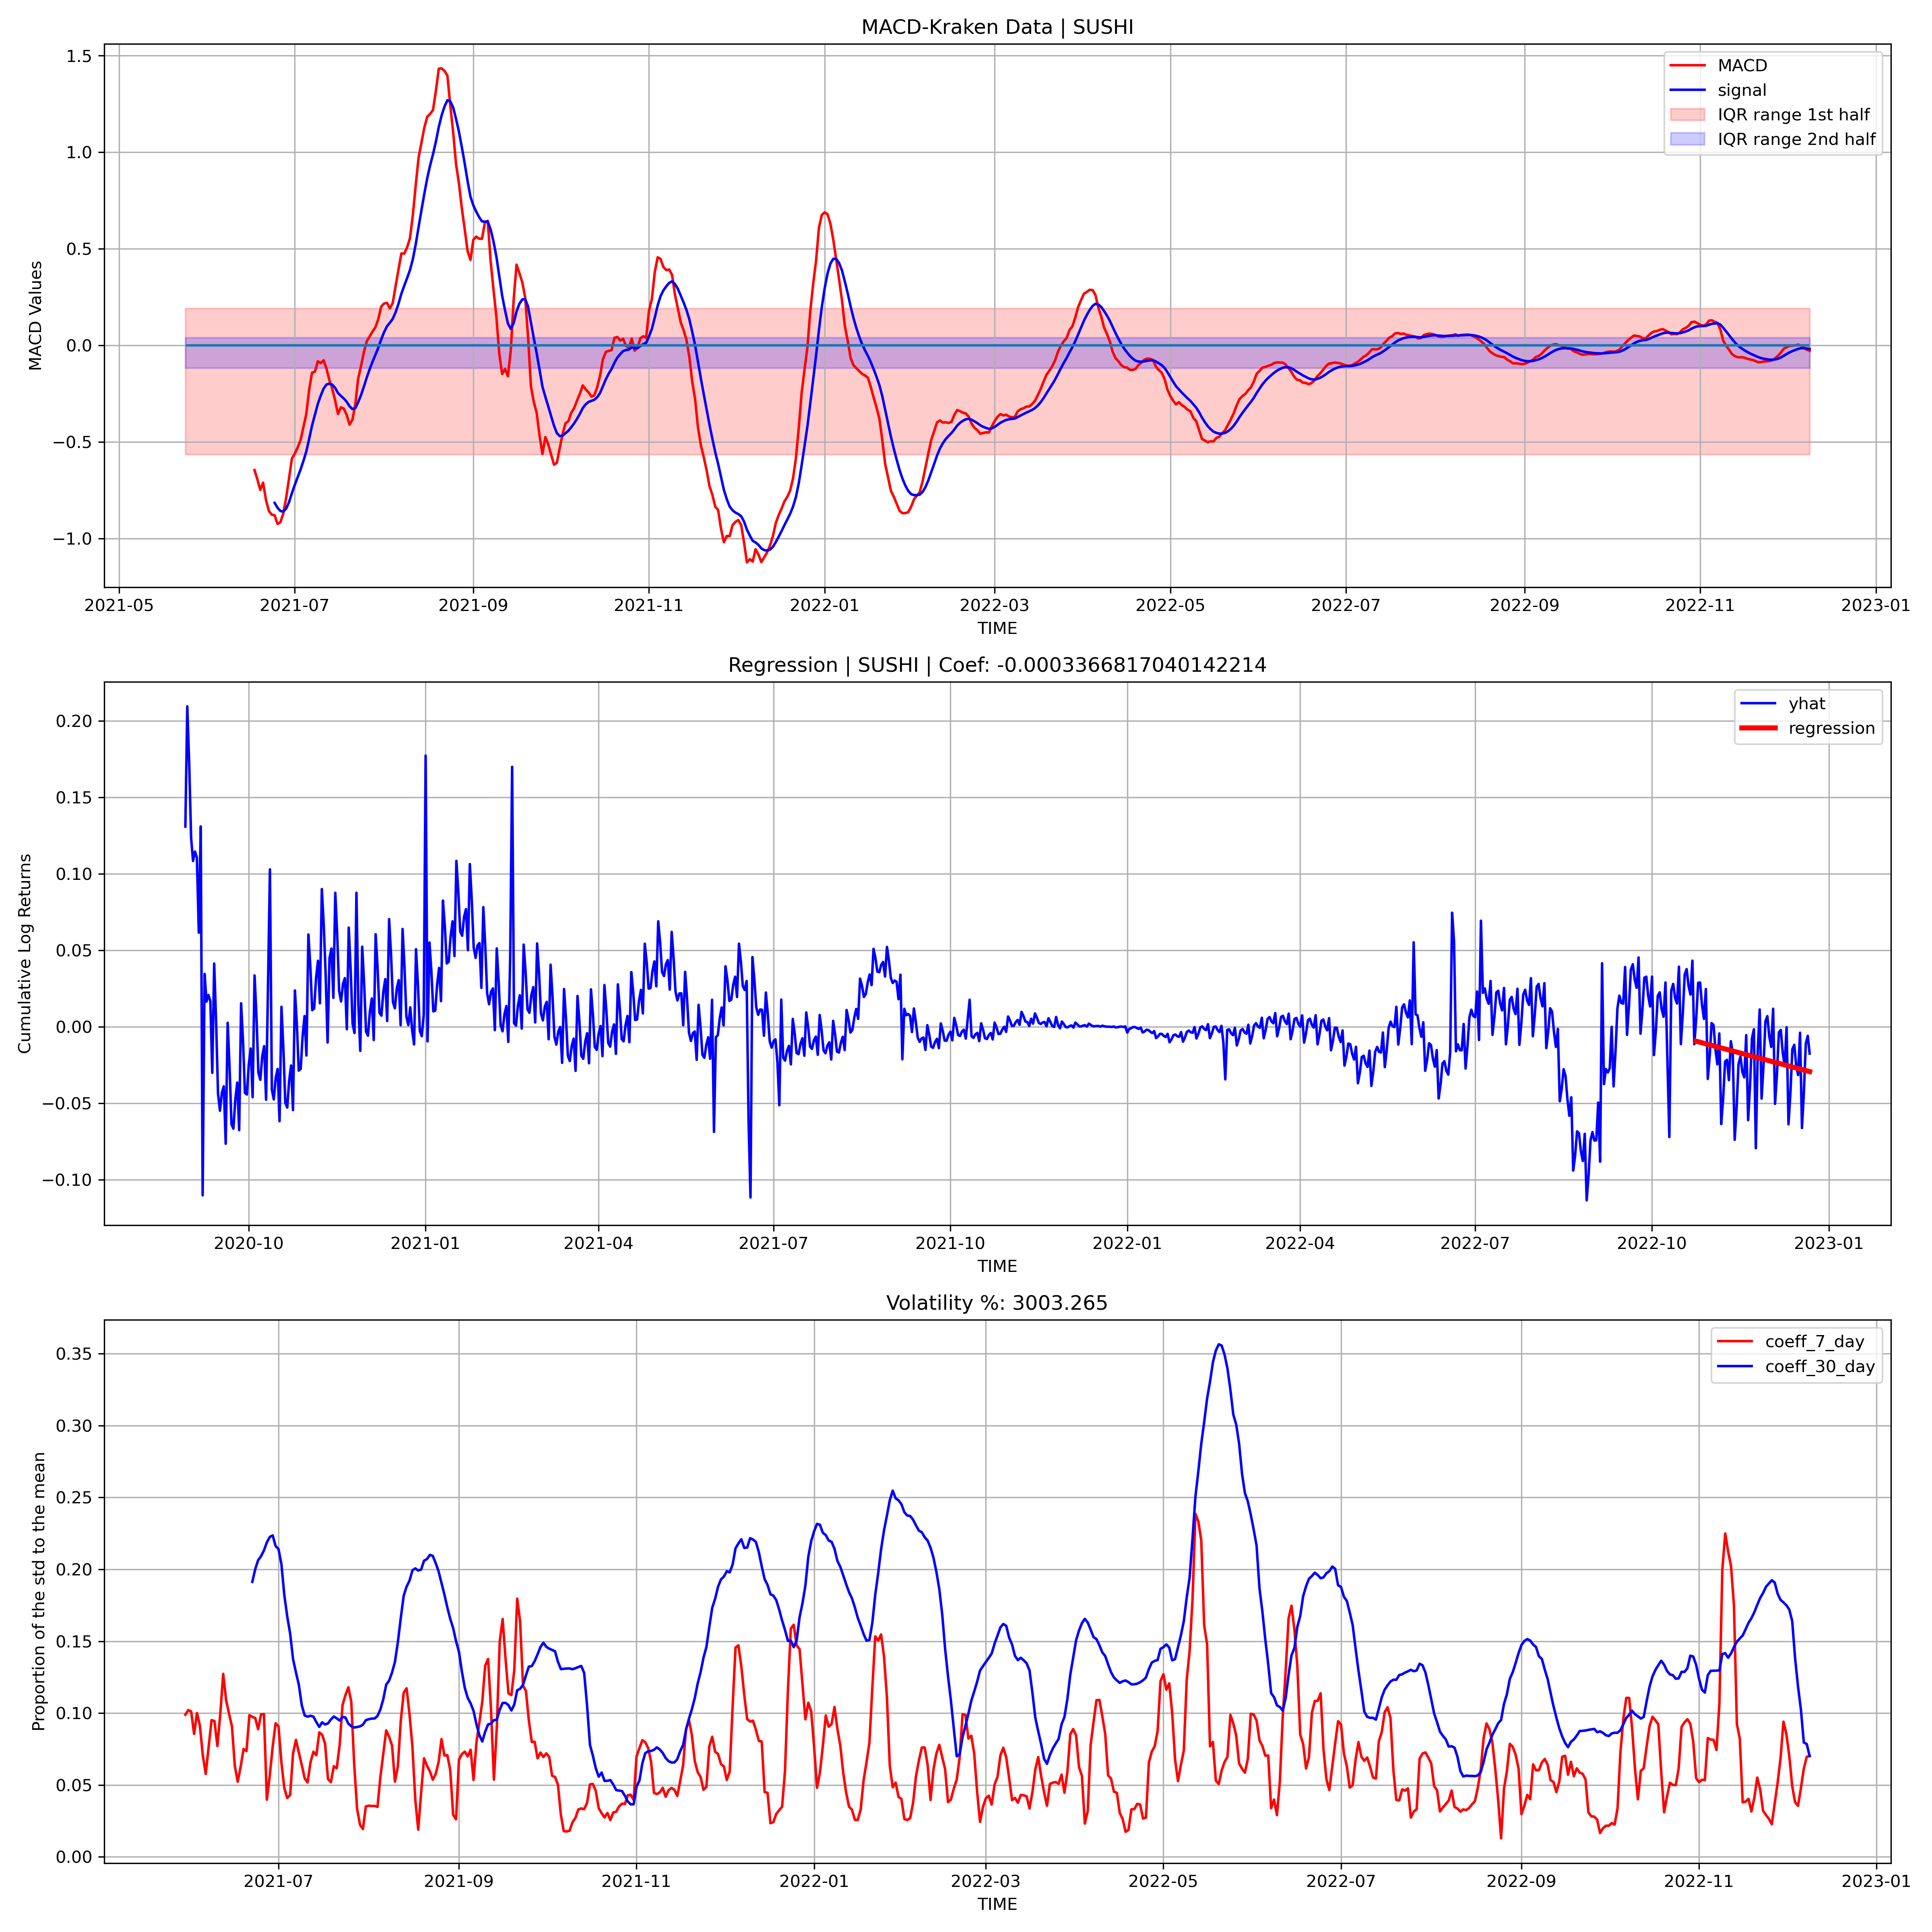 MACD-Kraken Data | SUSHI
MACD
signal
IQR range 1st half
IQR range 2nd half
MACD Values
1.5
1.0
0.5
0.0
−0.5
−1.0
2021-05 2021-07 2021-09 2021-11 2022-01 2022-03 2022-05 2022-07 2022-09 2022-11 2023-01
TIME
Regression | SUSHI | Coef: -0.0003366817040142214
yhat
regression
Cumulative Log Returns
0.20
0.15
0.10
0.05
0.00
−0.05
−0.10
2020-10 2021-01 2021-04 2021-07 2021-10 2022-01 2022-04 2022-07 2022-10 2023-01
TIME
Volatility %: 3003.265
coeff_7_day
coeff_30_day
Proportion of the std to the mean
0.35
0.30
0.25
0.20
0.15
0.10
0.05
0.00
2021-07 2021-09 2021-11 2022-01 2022-03 2022-05 2022-07 2022-09 2022-11 2023-01
TIME